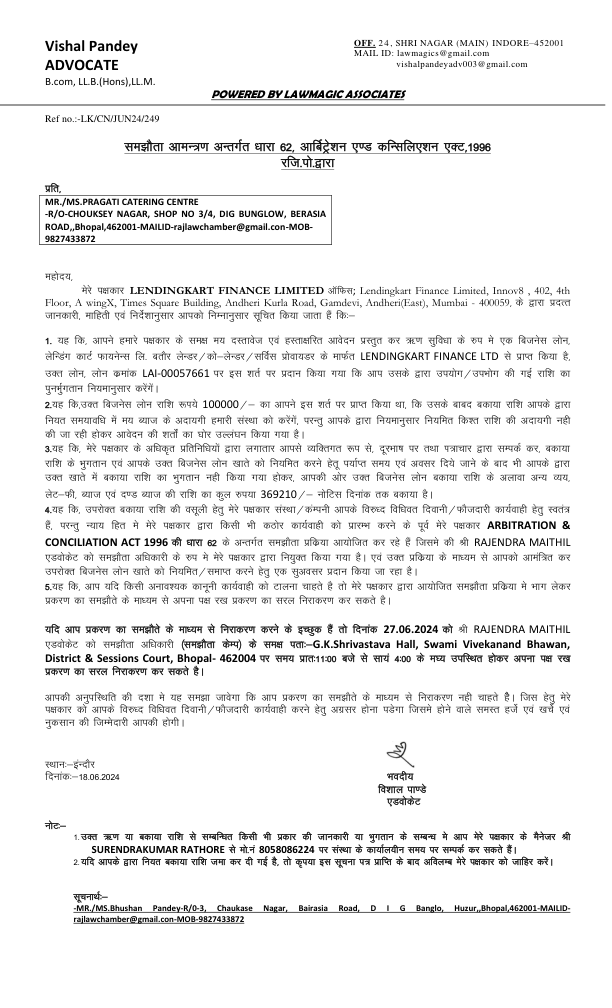 Vishal Pandey
ADVOCATE
B.com, LL.B.(Hons),LL.M.
OFF. 24, SHRI NAGAR (MAIN) INDORE–452001
MAIL ID: lawmagics@gmail.com
vishalpandeyadv003@gmail.com
POWERED BY LAWMAGIC ASSOCIATES
Ref no.:-LK/CN/JUN24/249
समझौता आमन्त्रण अन्तर्गत धारा 62, आर्बिट्रेशन एण्ड कन्सिलिएशन एक्ट,1996
रजि.पो.द्वारा
प्रति,
MR./MS.PRAGATI CATERING CENTRE
-R/O-CHOUKSEY NAGAR, SHOP NO 3/4, DIG BUNGLOW, BERASIA
ROAD,,Bhopal,462001-MAILID-rajlawchamber@gmail.con-MOB-
9827433872
महोदय,
मेरे पक्षकार LENDINGKART FINANCE LIMITED ऑफिस; Lendingkart Finance Limited, Innov8 , 402, 4th
Floor, A wingX, Times Square Building, Andheri Kurla Road, Gamdevi, Andheri(East), Mumbai - 400059, के द्वारा प्रदत्त
जानकारी, माहिती एवं निर्देशानुसार आपको निम्नानुसार सूचित किया जाता हैं कि:–
1. यह कि, आपने हमारे पक्षकार के समक्ष मय दस्तावेज एवं हस्ताक्षरित आवेदन प्रस्तुत कर ऋण सुविधा के रुप मे एक बिजनेस लोन,
लेन्डिंग कार्ट फायनेन्स लि. बतौर लेन्डर/को–लेन्डर/सर्विस प्रोवायडर के मार्फत LENDINGKART FINANCE LTD से प्राप्त किया है,
उक्त लोन, लोन क्रमांक LAI-00057661 पर इस शर्त पर प्रदान किया गया कि आप उसके द्वारा उपयोग/उपभोग की गई राशि का
पुनर्मुगतान नियमानुसार करेंगें।
2.यह कि,उक्त बिजनेस लोन राशि रूपये 100000/– का आपने इस शर्त पर प्राप्त किया था, कि उसके बाबद बकाया राशि आपके द्वारा
नियत समयावधि में मय ब्याज के अदायगी हमारी संस्था को करेंगें, परन्तु आपके द्वारा नियमानुसार नियमित किश्त राशि की अदायगी नही
की जा रही होकर आवेदन की शर्तों का घोर उल्लंघन किया गया है।
3.यह कि, मेरे पक्षकार के अधिकृत प्रतिनिधियों द्वारा लगातार आपसे व्यक्तिगत रूप से, दूरभाष पर तथा पत्राचार द्वारा सम्पर्क कर, बकाया
राशि के भुगतान एवं आपके उक्त बिजनेस लोन खाते को नियमित करने हेतू पर्याप्त समय एवं अवसर दिये जाने के बाद भी आपके द्वारा
उक्त खाते में बकाया राशि का भुगतान नही किया गया होकर, आपकी ओर उक्त बिजनेस लोन बकाया राशि के अलावा अन्य व्यय,
लेट–फी, ब्याज एवं दण्ड ब्याज की राशि का कुल रुपया 369210/– नोटिस दिनांक तक बकाया है।
4.यह कि, उपरोक्त बकाया राशि की वसूली हेतु मेरे पक्षकार संस्था/कंपनी आपके विरुध्द विधिवत दिवानी/फौजदारी कार्यवाही हेतु स्वतंत्र
हैं, परन्तु न्याय हित मे मेरे पक्षकार द्वारा किसी भी कठोर कार्यवाही को प्रारम्भ करने के पूर्व मेरे पक्षकार ARBITRATION &
CONCILIATION ACT 1996 की धारा 62 के अन्तरगत समझौता प्रक्रिया आयोजित कर रहे हैं जिसमे की श्री RAJENDRA MAITHIL
एडवोकेट को समझौता अधिकारी के रुप मे मेरे पक्षकार द्वारा नियुक्त किया गया है। एवं उक्त प्रक्रिया के माध्यम से आपको आमंत्रित कर
उपरोक्त बिजनेस लोन खाते को नियमित/समाप्त करने हेतु एक सुअवसर प्रदान किया जा रहा है।
5.यह कि, आप यदि किसी अनावश्यक कानूनी कार्यवाही को टालना चाहते है तो मेरे पक्षकार द्वारा आयोजित समझौता प्रक्रिया मे भाग लेकर
प्रकरण का समझौते के माध्यम से अपना पक्ष रख प्रकरण का सरल निराकरण कर सकते है।
यदि आप प्रकरण का समझौते के माध्यम से निराकरण करने के इच्छुक हैं तो दिनांक 27.06.2024 को श्री RAJENDRA MAITHIL
एडवोकेट को समझौता अधिकारी (समझौता केम्प) के समक्ष पताः–G.K.Shrivastava Hall, Swami Vivekanand Bhawan,
District & Sessions Court, Bhopal- 462004 पर समय प्रातः11:00 बजे से सायं 4:00 के मध्य उपस्थित होकर अपना पक्ष रख
प्रकरण का सरल निराकरण कर सकते है।
आपकी अनुपस्थिति की दशा मे यह समझा जावेगा कि आप प्रकरण का समझौते के माध्यम से निराकरण नही चाहते हैै। जिस हेतु मेरे
पक्षकार को आपके विरुध्द विधिवत दिवानी/फौजदारी कार्यवाही करने हेतु अग्रसर होना पडेगा जिसमे होने वाले समस्त हर्जे एवं खर्चे एवं
नुकसान की जिम्मेदारी आपकी होगी।
स्थानः–इंन्दौर
दिनांकः–18.06.2024
भवदीय
विशाल पाण्डे
एडवोकेट
नोटः–
1.उक्त ऋण या बकाया राशि से सम्बन्धित किसी भी प्रकार की जानकारी या भुगतान के सम्बन्ध मे आप मेरे पक्षकार के मैनेजर श्री
SURENDRAKUMAR RATHORE से मो.नं 8058086224 पर संस्था के कार्यालयीन समय पर सम्पर्क कर सकते हैं।
2.यदि आपके द्वारा नियत बकाया राशि जमा कर दी गई है, तो कृपया इस सूचना पत्र प्राप्ति के बाद अविलम्ब मेरे पक्षकार को जाहिर करें।
सूचनार्थः–
-MR./MS.Bhushan Pandey-R/0-3, Chaukase Nagar, Bairasia Road, D I G Banglo, Huzur,,Bhopal,462001-MAILID-
rajlawchamber@gmail.con-MOB-9827433872